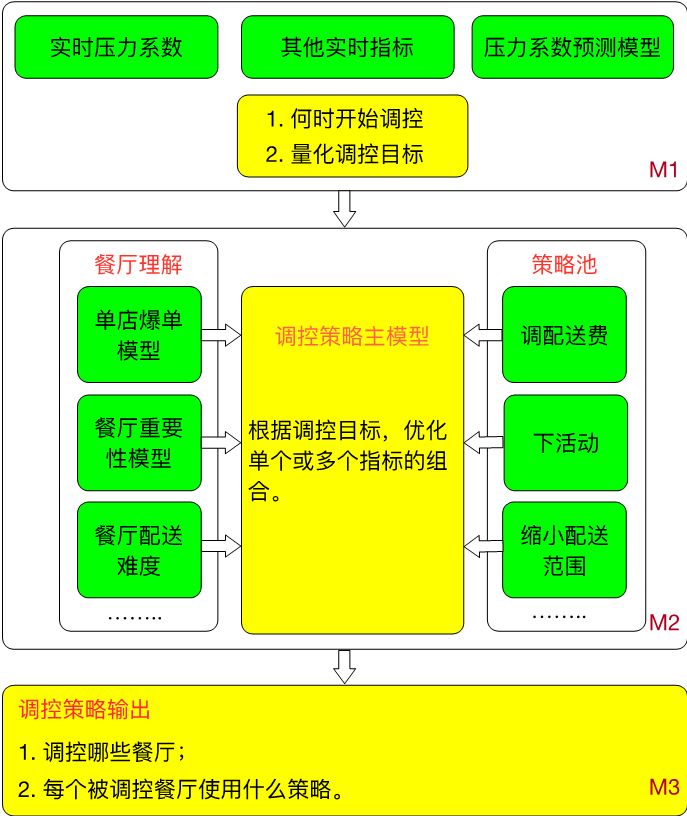 实时压力系数
其他实时指标
压力系数预测模型
1. 何时开始调控
2. 量化调控目标
M1
餐厅理解
单店爆单
模型
餐厅重要
性模型
餐厅配送
难度
........
调控策略主模型
根据调控目标，优化
单个或多个指标的组
合。
策略池
调配送费
下活动
缩小配送
范围
........
M2
调控策略输出
1. 调控哪些餐厅；
2. 每个被调控餐厅使用什么策略。
M3